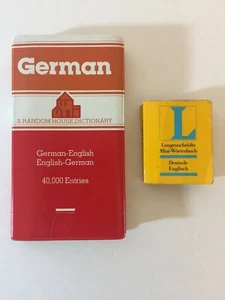 German
A RANDOM HOUSE DICTIONARY
German-English
English-German
40,000 Entries
L
Langenscheidts
Mini-Wörterbuch
Deutsch
Englisch